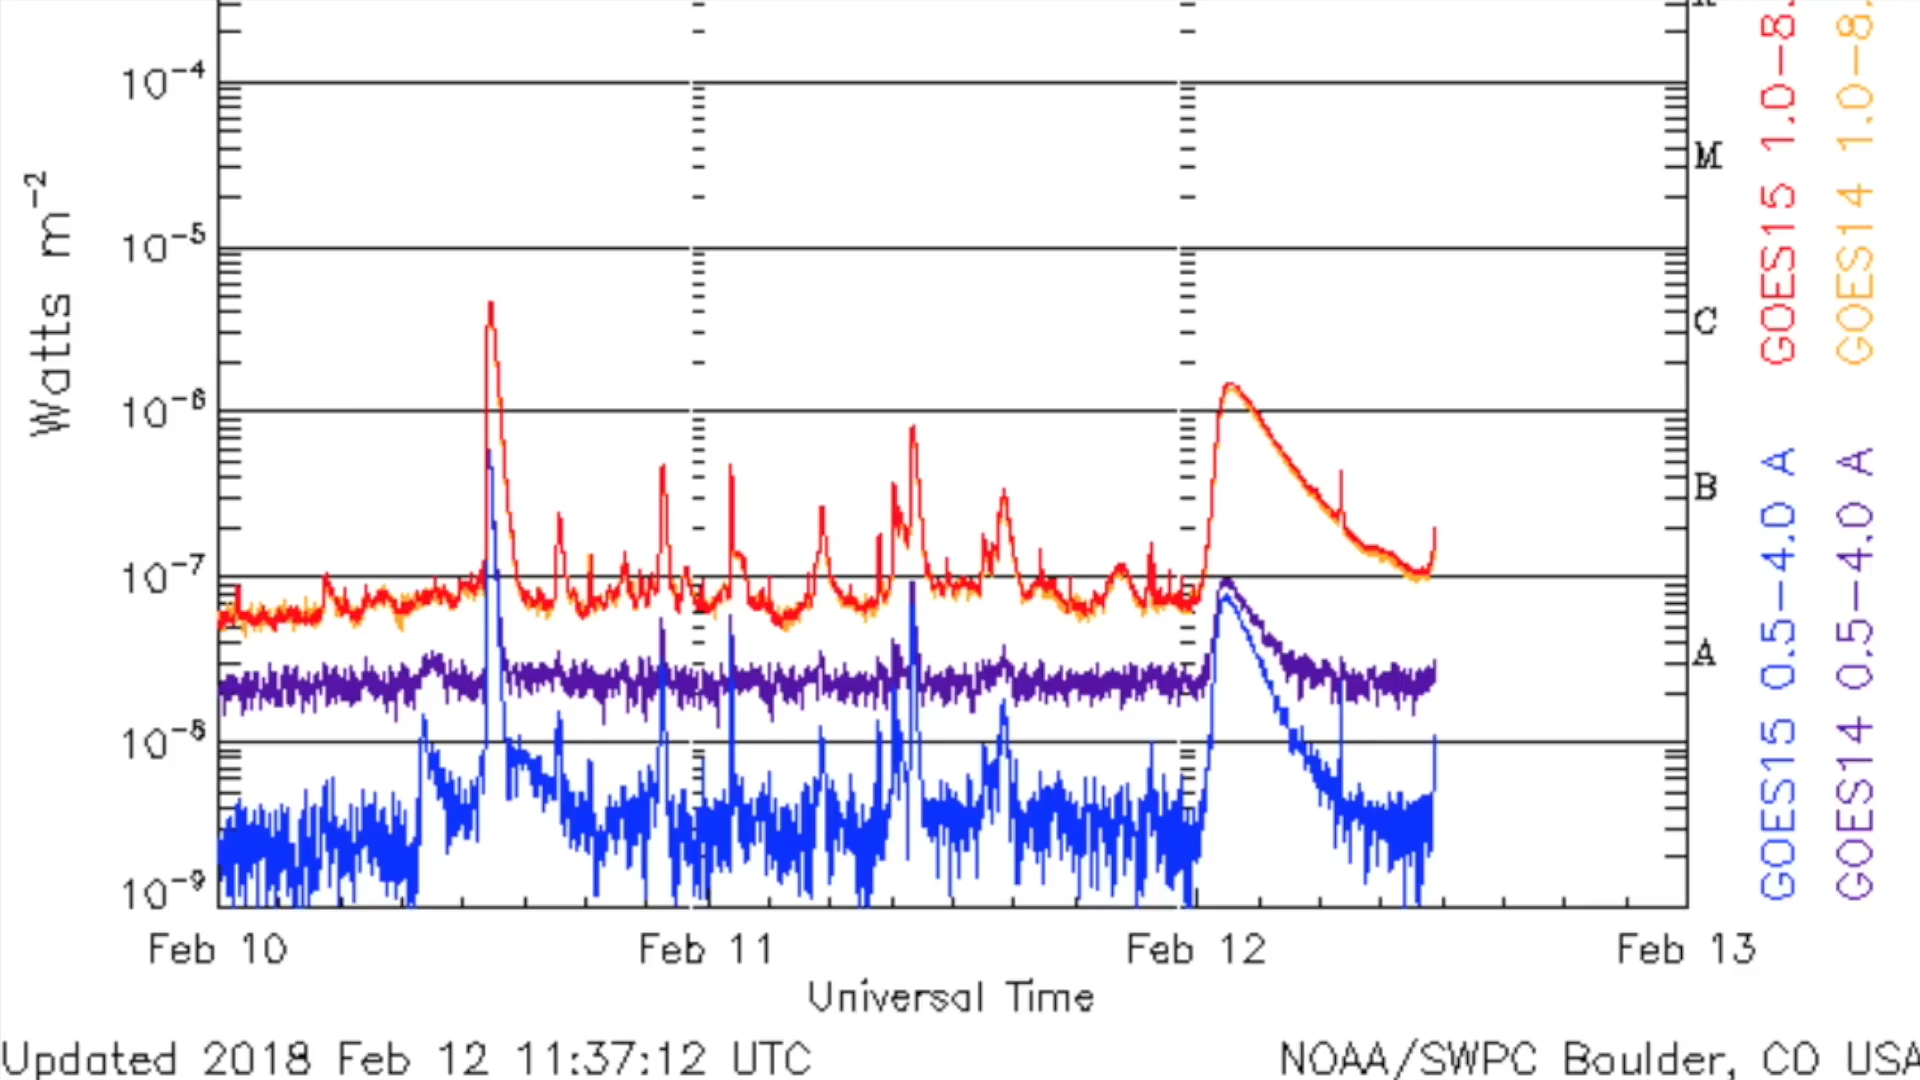 10−4
M
10−5
C
10−6
B
10−7
A
10−8
10−9
Watts m−2
Feb 10 Feb 11 Feb 12 Feb 13
Universal Time
Updated 2018 Feb 12 11:37:12 UTC
NOAA/SWPC Boulder, CO USA
GOES15 0.5−4.0 A GOES15 1.0−8.
GOES14 0.5−4.0 A GOES14 1.0−8.